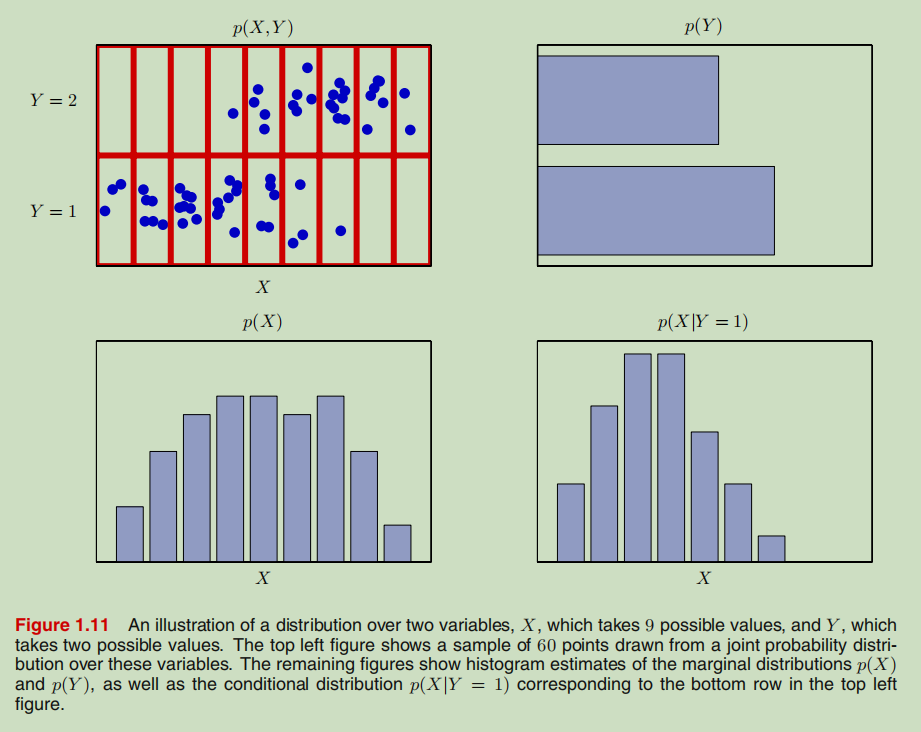 p(X, Y)
p(Y)
Y = 2
Y = 1
X
p(X)
p(X|Y = 1)
X
X
Figure 1.11 An illustration of a distribution over two variables, X, which takes 9 possible values, and Y, which
takes two possible values. The top left figure shows a sample of 60 points drawn from a joint probability distri-
bution over these variables. The remaining figures show histogram estimates of the marginal distributions p(X)
and p(Y), as well as the conditional distribution p(X|Y = 1) corresponding to the bottom row in the top left
figure.